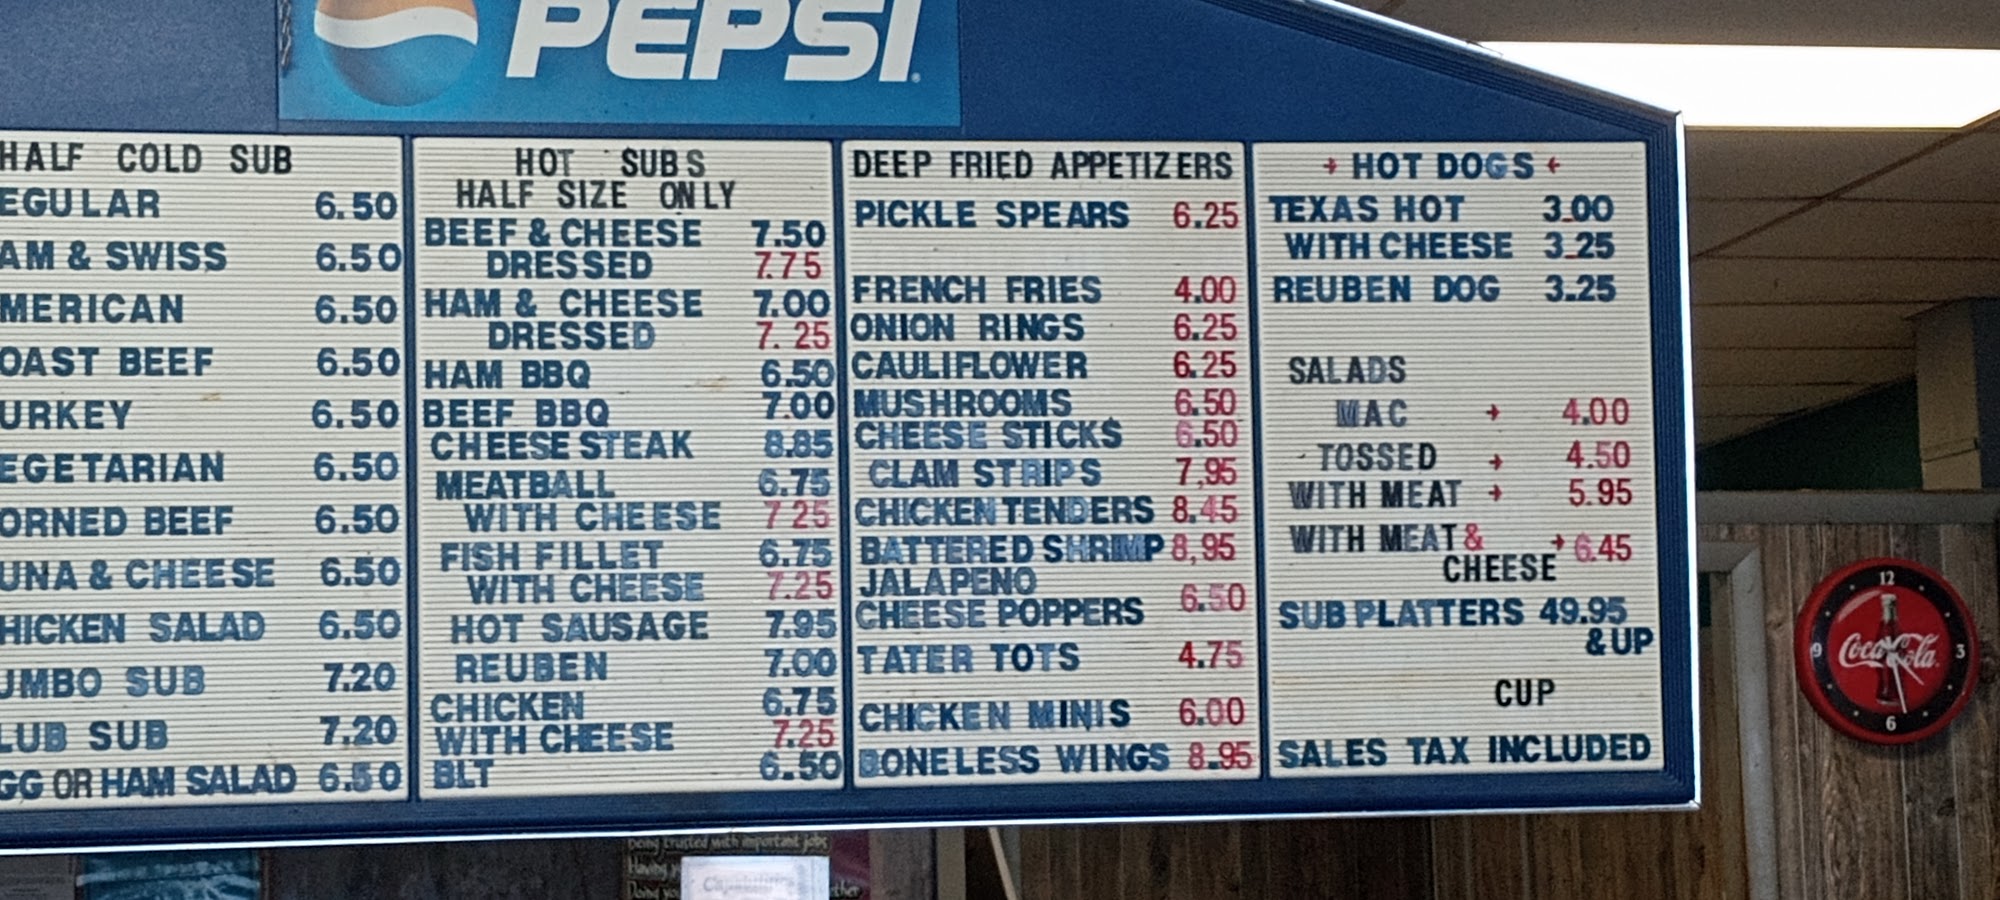 PEPSI
HALF COLD SUB
EGULAR 6.50
AM & SWISS 6.50
MERICAN 6.50
OAST BEEF 6.50
URKEY 6.50
EGETARIAN 6.50
ORNED BEEF 6.50
UNA & CHEESE 6.50
HICKEN SALAD 6.50
UMBO SUB 7.20
LUB SUB 7.20
GG OR HAM SALAD 6.50
HOT SUBS
HALF SIZE ONLY
BEEF & CHEESE 7.50
DRESSED 7.75
HAM & CHEESE 7.00
DRESSED 7.25
HAM BBQ 6.50
BEEF BBQ 7.00
CHEESE STEAK 8.85
MEATBALL 6.75
WITH CHEESE 7 25
FISH FILLET 6.75
WITH CHEESE 7.25
HOT SAUSAGE 7.95
REUBEN 7.00
CHICKEN 6.75
WITH CHEESE 7.25
BLT 6.50
DEEP FRIED APPETIZERS
PICKLE SPEARS 6.25
FRENCH FRIES 4.00
ONION RINGS 6.25
CAULIFLOWER 6.25
MUSHROOMS 6.50
CHEESE STICKS 6.50
CLAM STRIPS 7,95
CHICKEN TENDERS 8.45
BATTERED SHRIMP 8,95
JALAPENO
CHEESE POPPERS 6.50
TATER TOTS 4.75
CHICKEN MINIS 6.00
BONELESS WINGS 8.95
→ HOT DOGS ←
TEXAS HOT 3.00
WITH CHEESE 3.25
REUBEN DOG 3.25
SALADS
MAC → 4.00
TOSSED → 4.50
WITH MEAT → 5.95
WITH MEAT & → 6.45
CHEESE
SUB PLATTERS 49.95
& UP
CUP
SALES TAX INCLUDED
12
9 Coca-Cola 3
6
being trusted with important jobs
Having